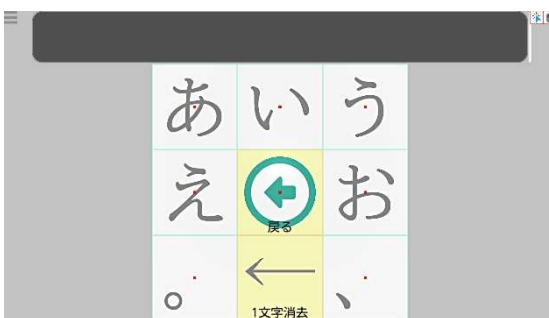 あ い う
え 戻る お
。 1文字消去 、